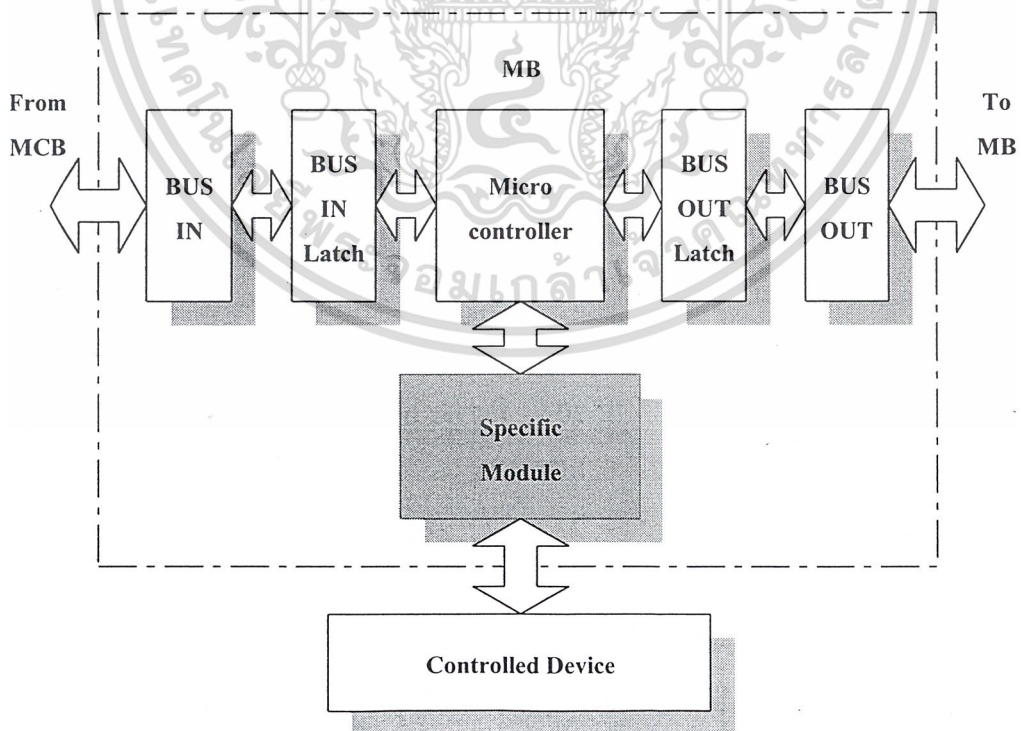 MB
From
MCB
BUS
IN
BUS
IN
Latch
Micro
controller
BUS
OUT
Latch
BUS
OUT
To
MB
Specific
Module
Controlled Device